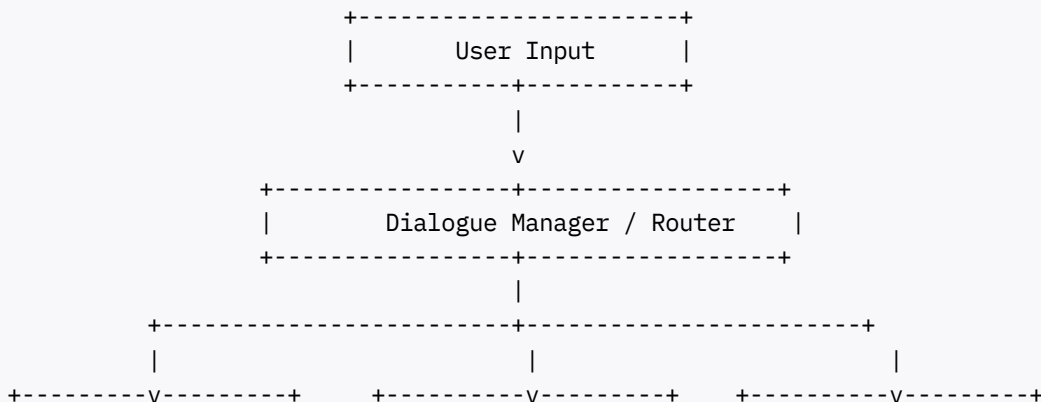 +-----------------------+
|       User Input      |
+-----------+-----------+
|
v
+-----------------+-----------------+
|        Dialogue Manager / Router    |
+-----------------+-----------------+
|
+-------------------------+------------------------+
|                          |                         |
+---------v---------+     +----------v---------+    +----------v---------+